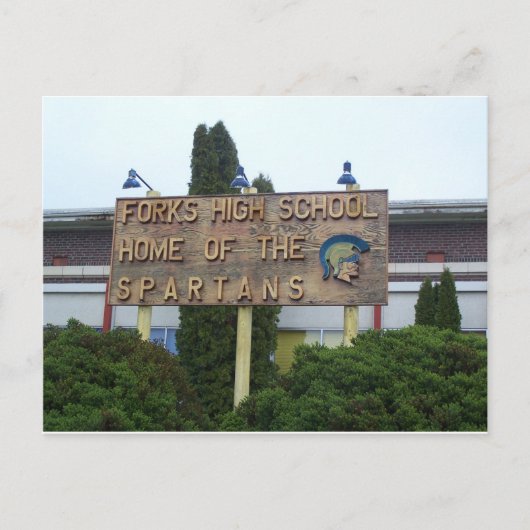 FORKS HIGH SCHOOL
HOME OF THE
SPARTANS